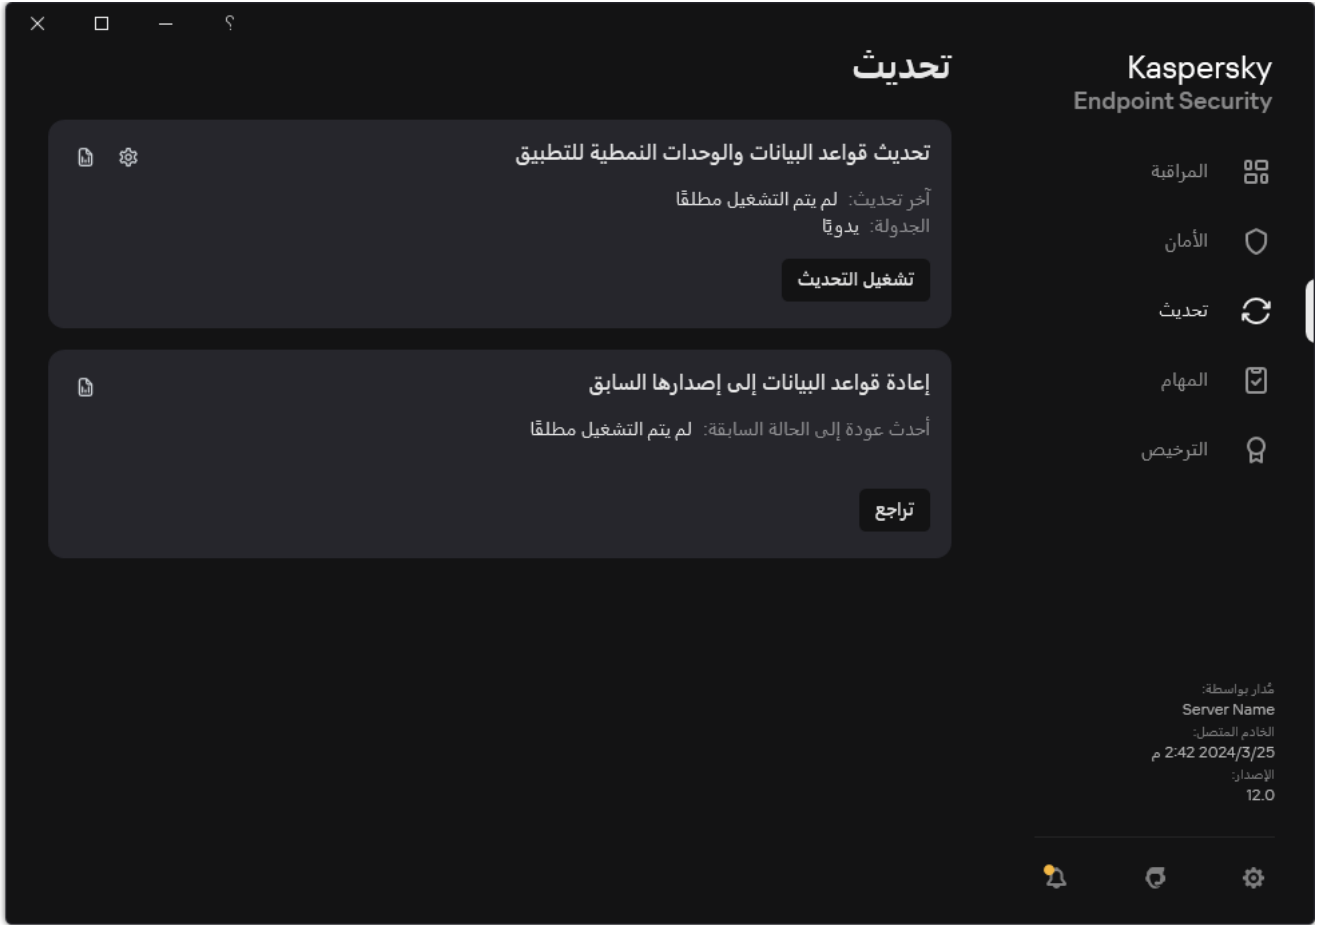 ؟
Kaspersky
Endpoint Security
المراقبة
الأمان
تحديث
المهام
الترخيص
مُدار بواسطة:
Server Name
الخادم المتصل:
2024/3/25 2:42 م
الإصدار:
12.0
تحديث
تحديث قواعد البيانات والوحدات النمطية للتطبيق
آخر تحديث: لم يتم التشغيل مطلقًا
الجدولة: يدويًا
تشغيل التحديث
إعادة قواعد البيانات إلى إصدارها السابق
أحدث عودة إلى الحالة السابقة: لم يتم التشغيل مطلقًا
تراجع